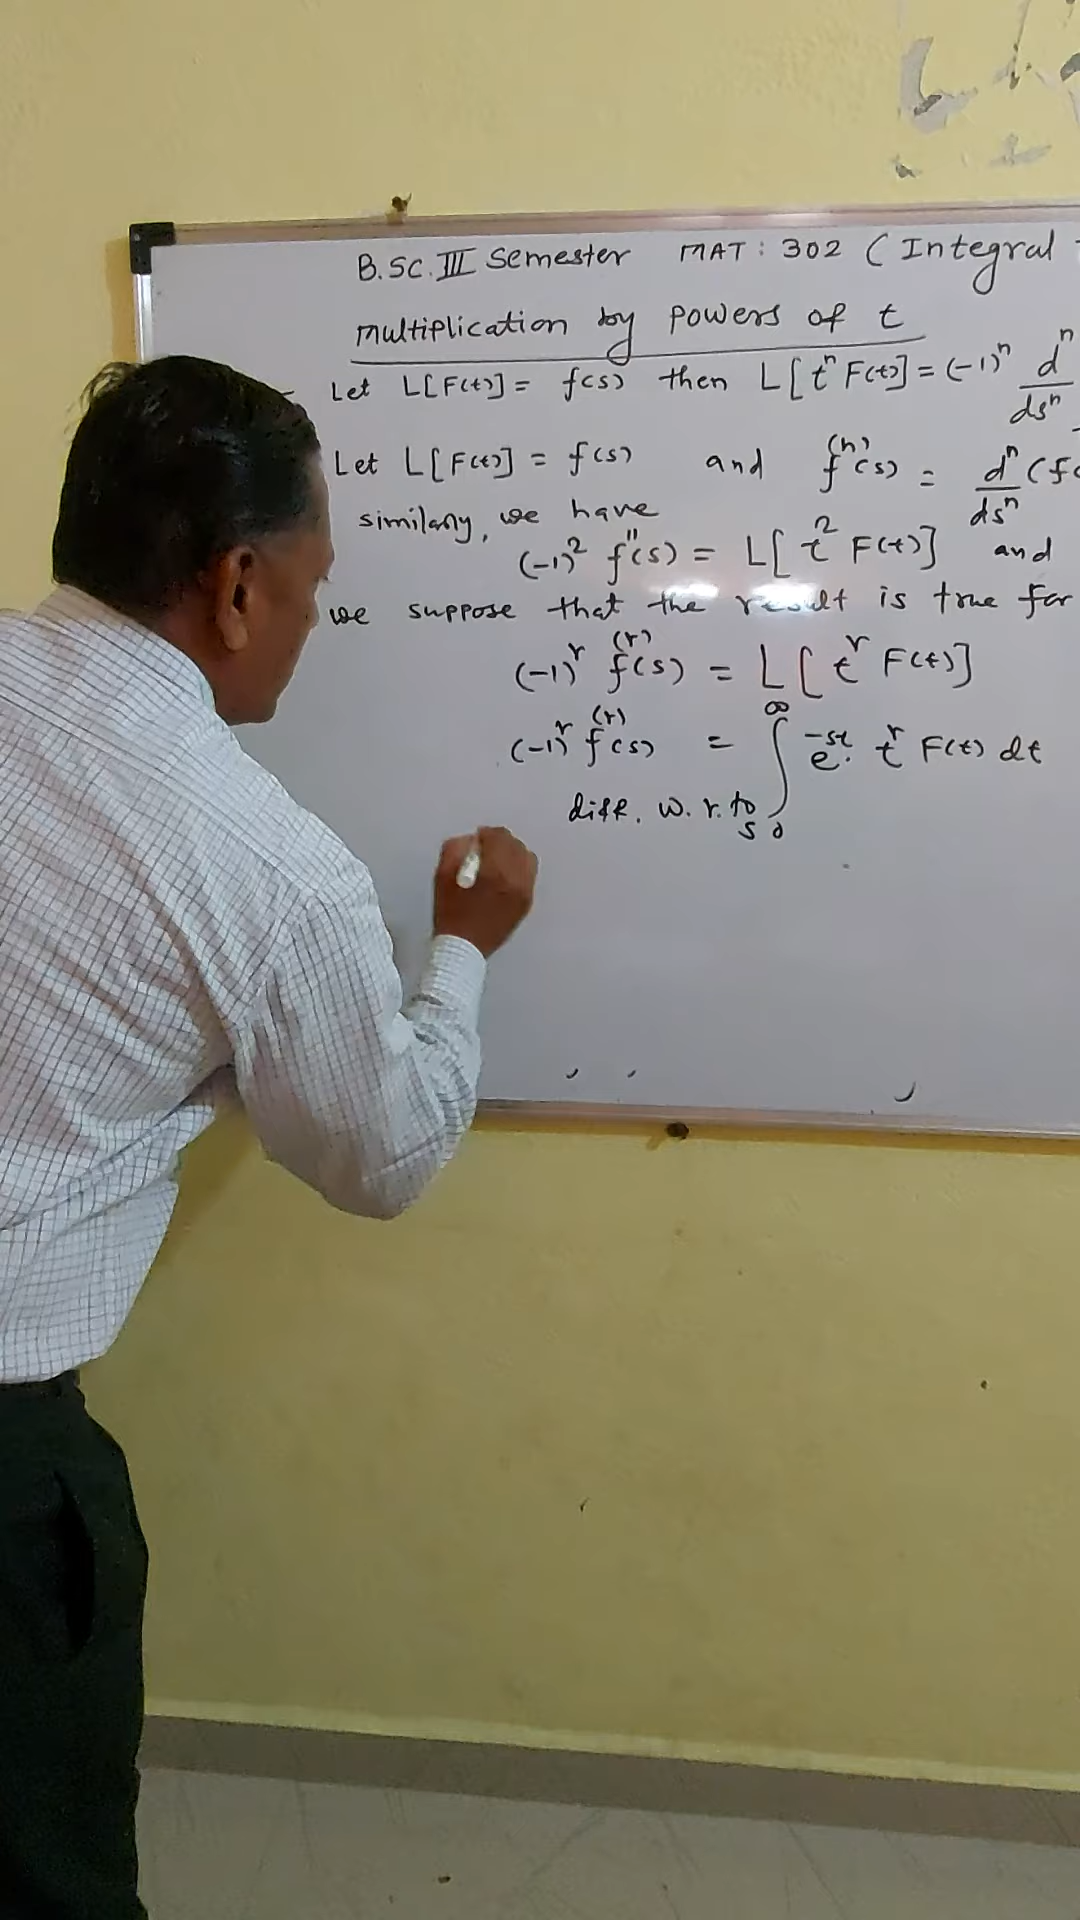 B.SC. III Semester MAT : 302 ( Integral
multiplication by powers of t
Let L[F(t)] = f(s) then L[t^n F(t)] = (-1)^n d^n/ds^n
Let L[F(t)] = f(s) and f^(n)(s) = d^n/ds^n (f(
similarly, we have
(-1)^2 f''(s) = L[ t^2 F(t)] and
we suppose that the result is true for
(-1)^r f^(r)(s) = L[ t^r F(t)]
(-1)^r f^(r)(s) = ∫_0^∞ e^-st . t^r F(t) dt
diff. w. r. to s